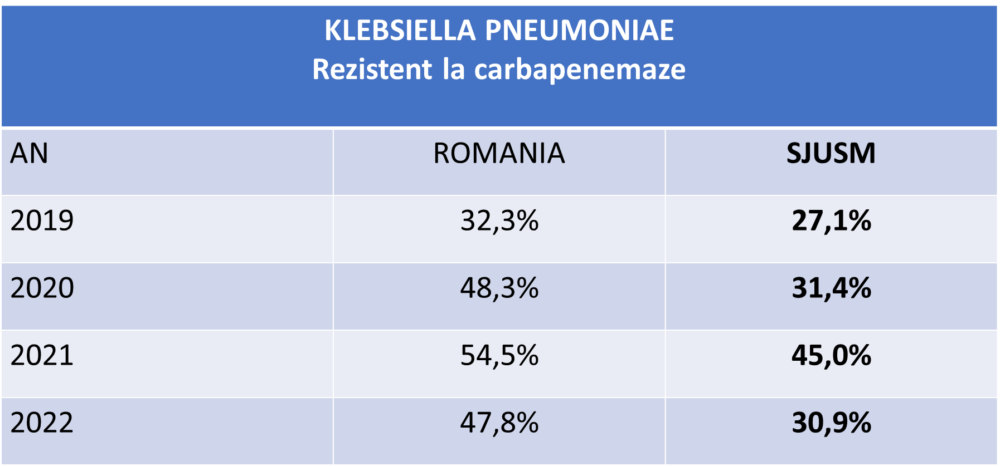 KLEBSIELLA PNEUMONIAE
Rezistent la carbapenemaze
AN ROMANIA SJUSM
2019 32,3% 27,1%
2020 48,3% 31,4%
2021 54,5% 45,0%
2022 47,8% 30,9%